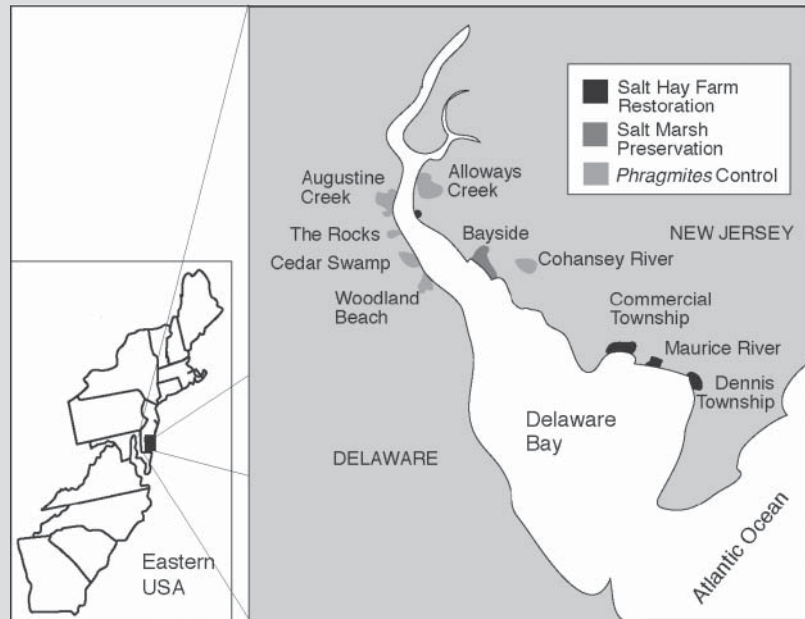 Salt Hay Farm
Restoration
Salt Marsh
Preservation
Phragmites Control
Augustine
Creek
Alloways
Creek
The Rocks
Bayside
NEW JERSEY
Cedar Swamp
Cohansey River
Woodland
Beach
Commercial
Township
Maurice River
Dennis
Township
Delaware
Bay
DELAWARE
Atlantic Ocean
Eastern
USA